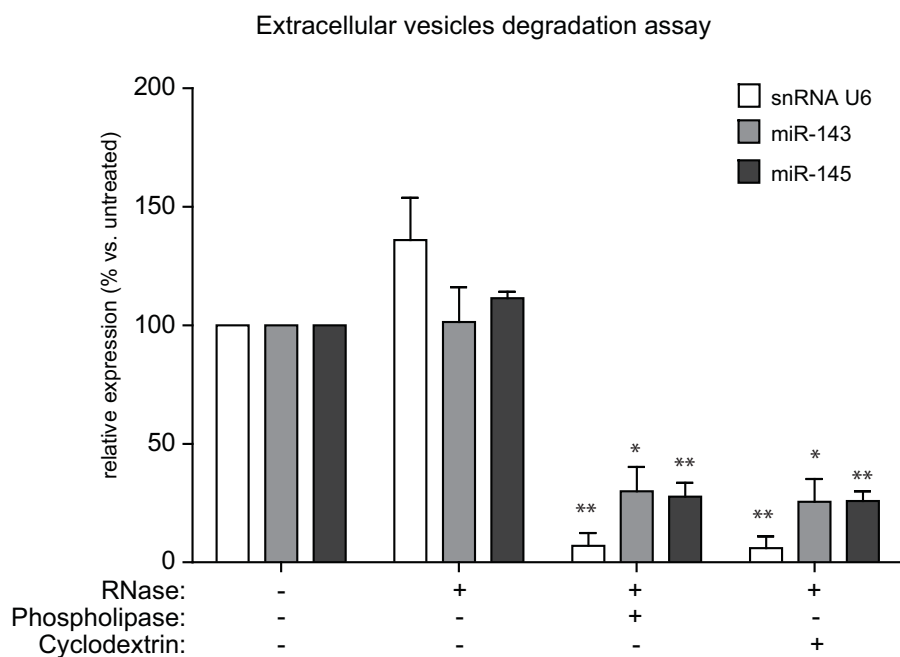 Extracellular vesicles degradation assay
relative expression (% vs. untreated)
200
150
100
50
0
snRNA U6
miR-143
miR-145
** * ** ** * **
RNase: - + + +
Phospholipase: - - + -
Cyclodextrin: - - - +